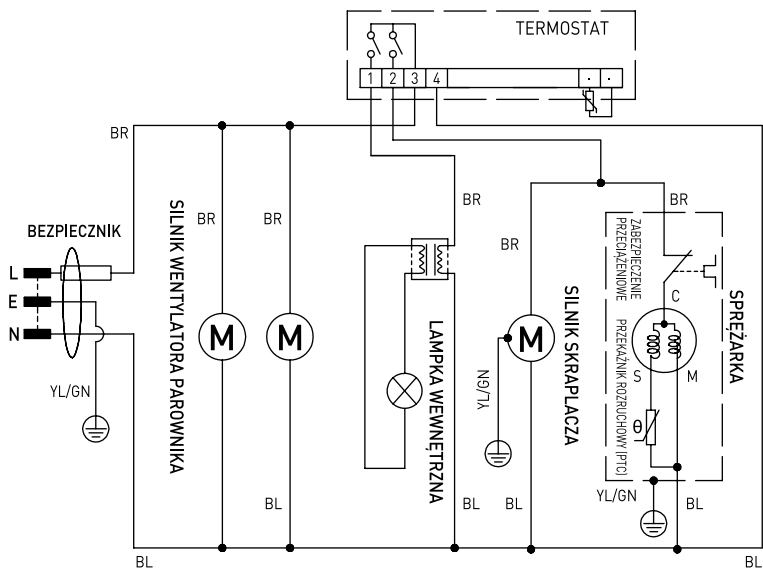 TERMOSTAT
1 2 3 4
BR
BEZPIECZNIK
L
E
N
YL/GN
SILNIK WENTYLATORA PAROWNIKA
BR
BR
M
M
BL
BR
LAMPKA WEWNĘTRZNA
BL
BR
M
YL/GN
SILNIK SKRAPLACZA
BL
BR
ZABEZPIECZENIE
PRZECIĄŻENIOWE
C
S
M
PRZEKAŹNIK ROZRUCHOWY (PTC)
θ
SPRĘŻARKA
YL/GN
BL
BL
BL